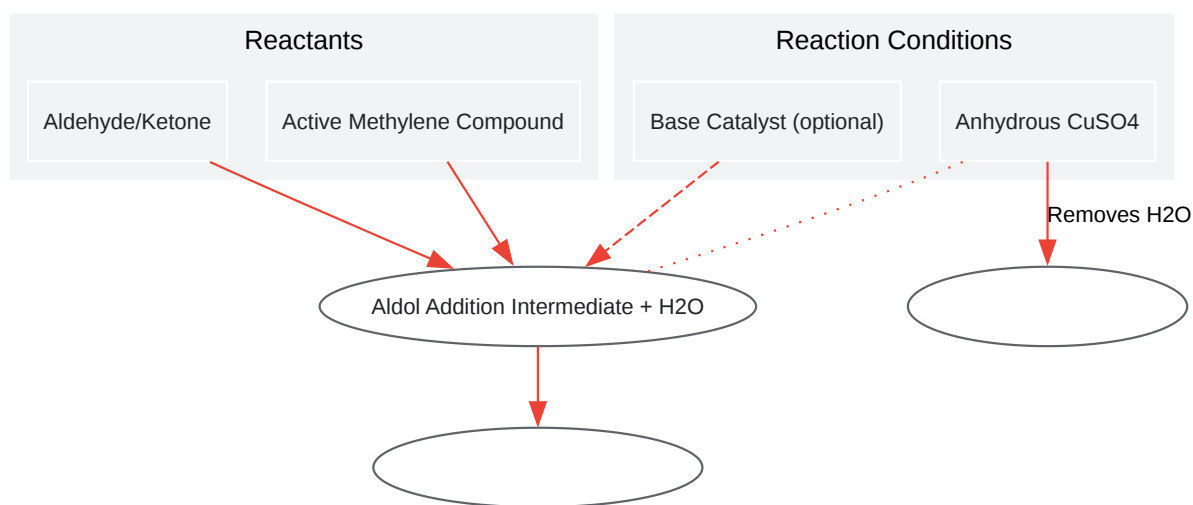 Reactants
Reaction Conditions
Aldehyde/Ketone
Active Methylene Compound
Base Catalyst (optional)
Anhydrous CuSO4
Removes H2O
Aldol Addition Intermediate + H2O